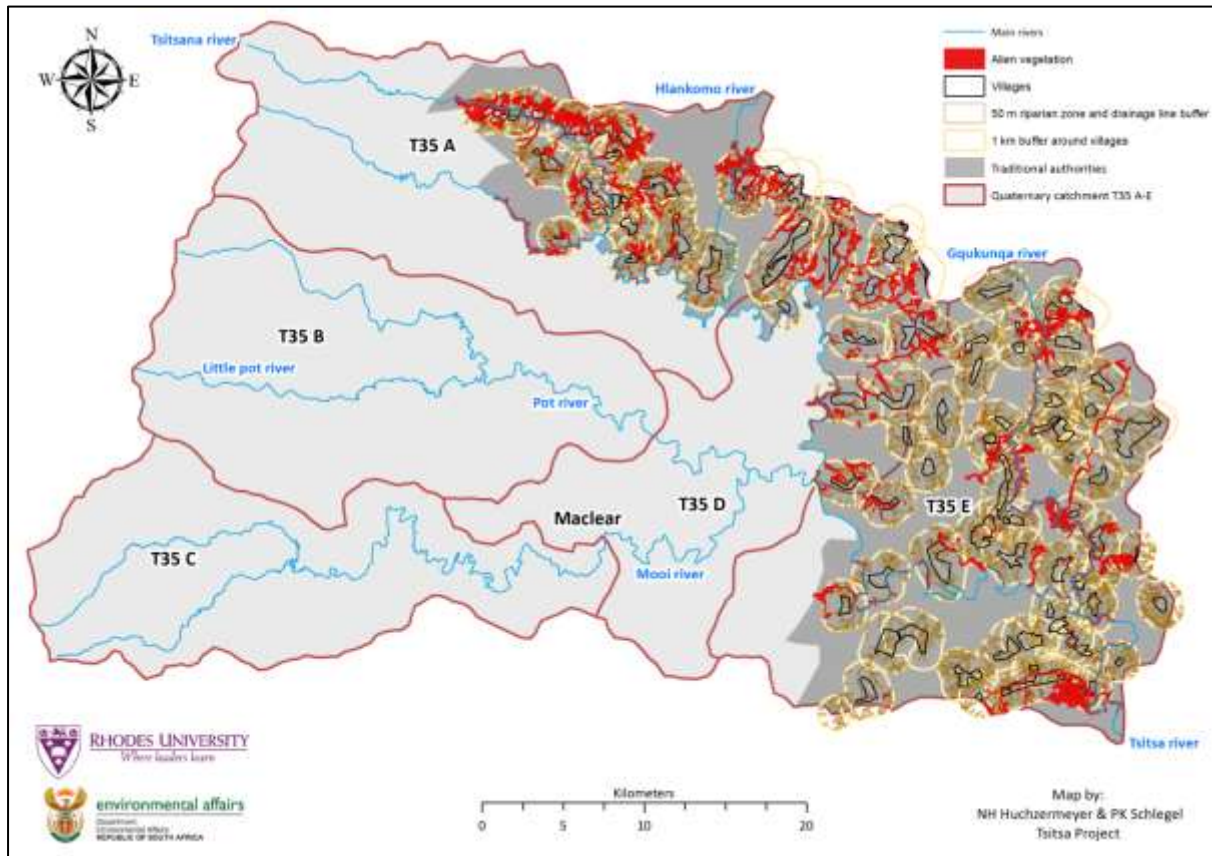 N
W
E
S
Tsitsana river
Hlankomo river
Main rivers
Alien vegetation
Villages
50 m riparian zone and drainage line buffer
1 km buffer around villages
Traditional authorities
Quaternary catchment T35 A-E
T35 A
Gqukunqa river
T35 B
Little pot river
Pot river
T35 E
T35 D
Maclear
T35 C
Mooi river
Tsitsa river
RHODES UNIVERSITY
Where leaders learn
environmental affairs
Department:
Environmental Affairs
REPUBLIC OF SOUTH AFRICA
Kilometers
0 5 10 20
Map by:
NH Huchzermeyer & PK Schlegel
Tsitsa Project